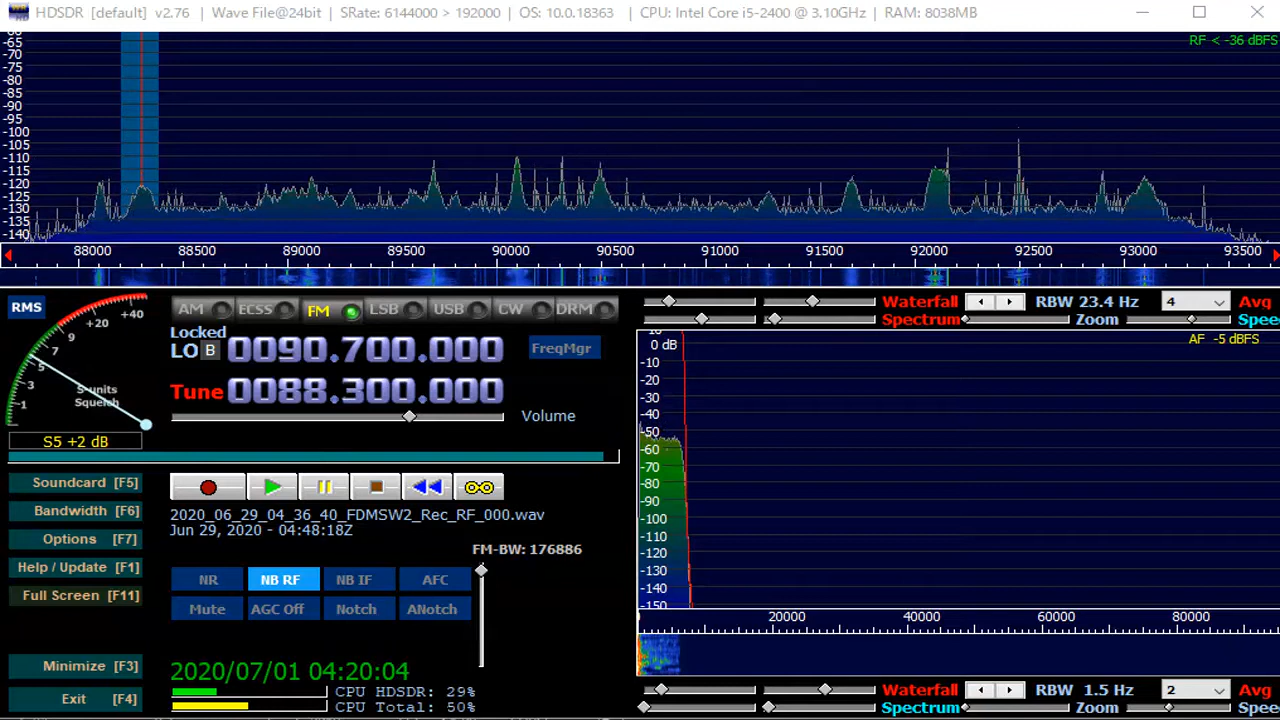 HDSDR [default] v2.76 | Wave File@24bit | SRate: 6144000 > 192000 | OS: 10.0.18363 | CPU: Intel Core i5-2400 @ 3.10GHz | RAM: 8038MB
RF < -36 dBFS
-65
-70
-75
-80
-85
-90
-95
-100
-105
-110
-115
-120
-125
-130
-135
-140
88000 88500 89000 89500 90000 90500 91000 91500 92000 92500 93000 93500
RMS
1 3 5 7 9 +20 +40
S-units
Squelch
S5 +2 dB
AM ECSS FM LSB USB CW DRM
Locked
LO B 0090.700.000 FreqMgr
Tune 0088.300.000
Volume
Soundcard [F5]
Bandwidth [F6]
Options [F7]
Help / Update [F1]
Full Screen [F11]
Minimize [F3]
Exit [F4]
2020_06_29_04_36_40_FDMSW2_Rec_RF_000.wav
Jun 29, 2020 - 04:48:18Z
FM-BW: 176886
NR NB RF NB IF AFC
Mute AGC Off Notch ANotch
2020/07/01 04:20:04
CPU HDSDR: 29%
CPU Total: 50%
Waterfall RBW 23.4 Hz 4 Avg
Spectrum Zoom Spee
AF -5 dBFS
10
0 dB
-10
-20
-30
-40
-50
-60
-70
-80
-90
-100
-110
-120
-130
-140
-150
20000 40000 60000 80000
Waterfall RBW 1.5 Hz 2 Avg
Spectrum Zoom Spee